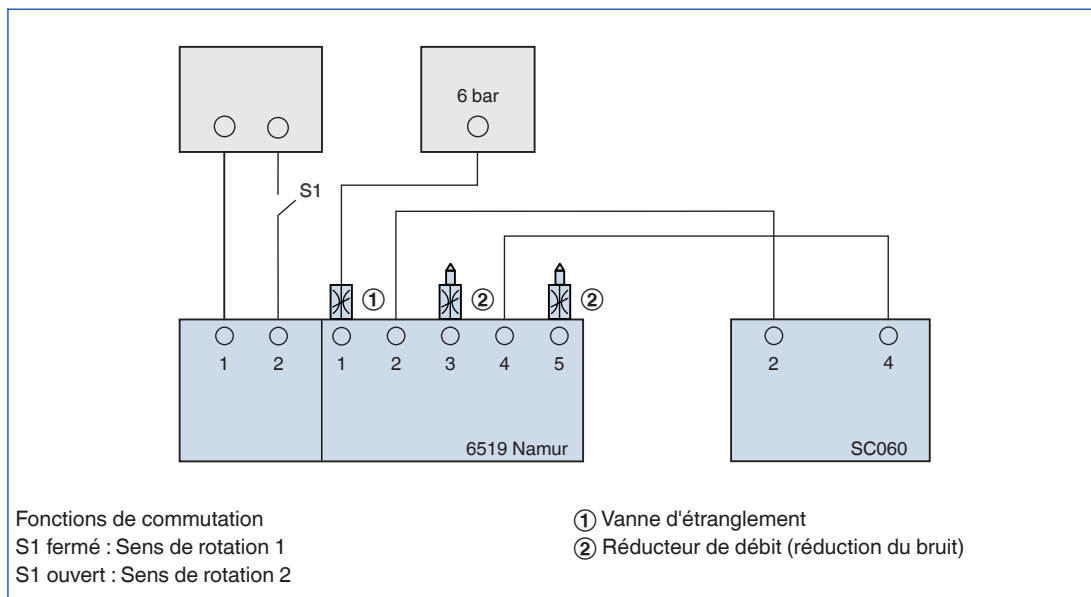 6 bar
S1
① ② ②
1 2 1 2 3 4 5 2 4
6519 Namur SC060
Fonctions de commutation
S1 fermé : Sens de rotation 1
S1 ouvert : Sens de rotation 2
① Vanne d'étranglement
② Réducteur de débit (réduction du bruit)